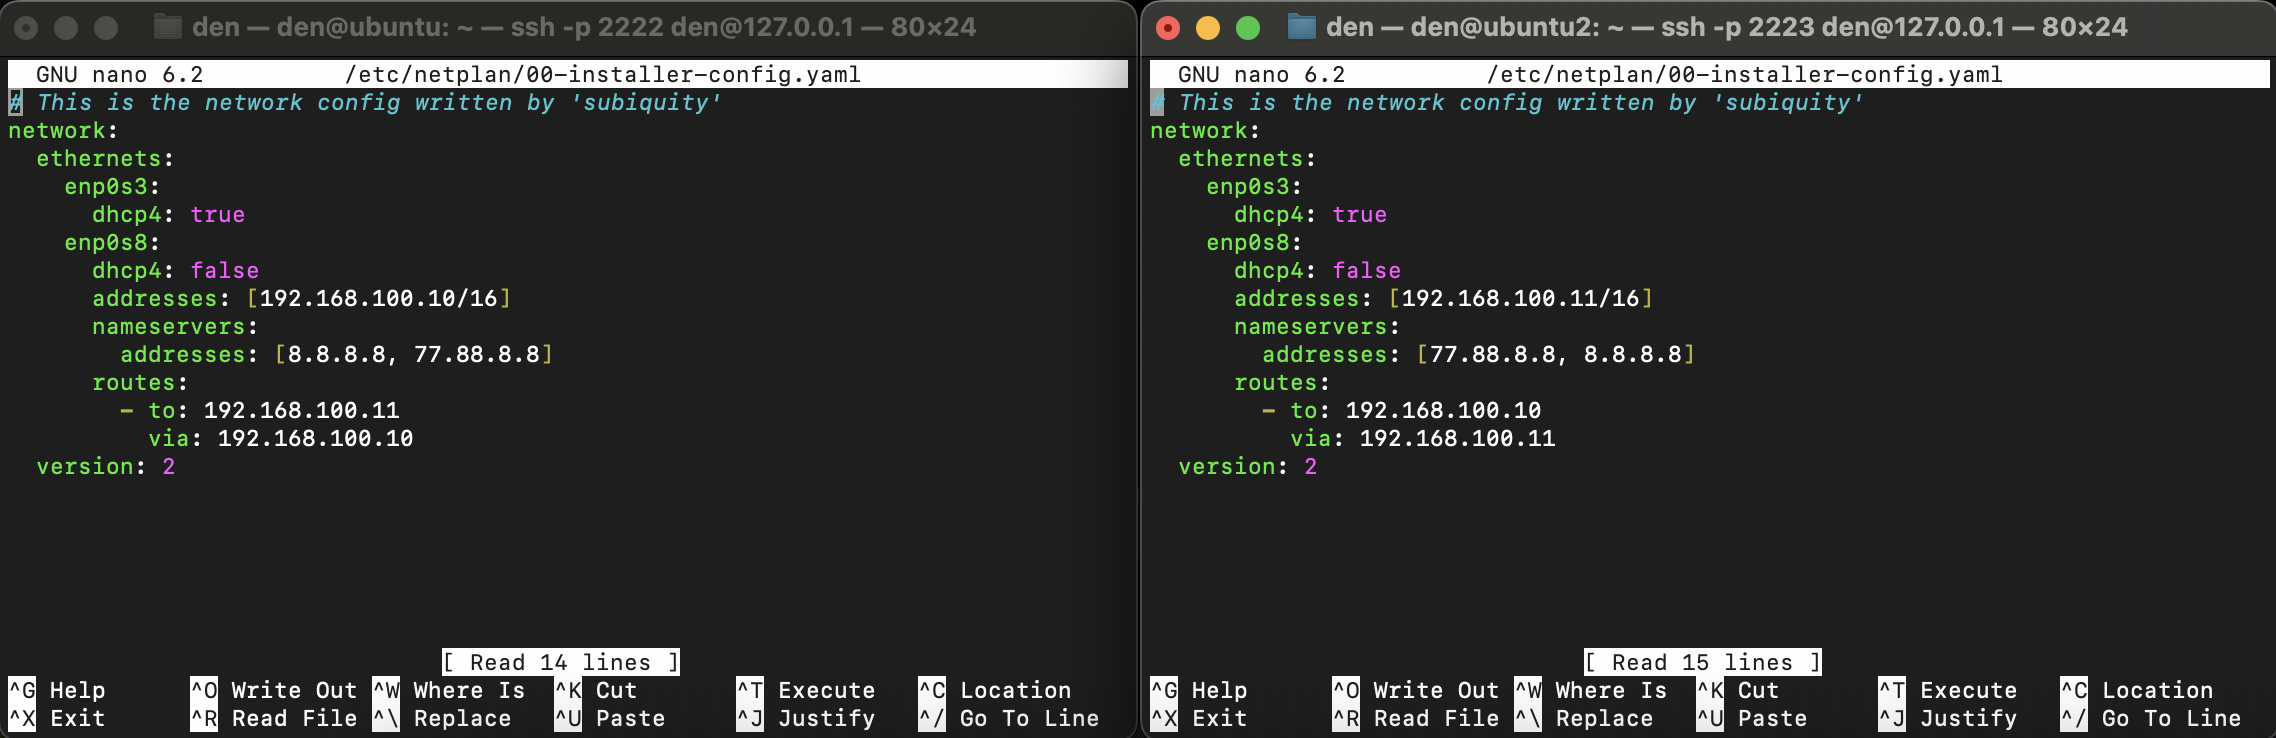 den — den@ubuntu: ~ — ssh -p 2222 den@127.0.0.1 — 80×24
GNU nano 6.2 /etc/netplan/00-installer-config.yaml
# This is the network config written by 'subiquity'
network:
  ethernets:
    enp0s3:
      dhcp4: true
    enp0s8:
      dhcp4: false
      addresses: [192.168.100.10/16]
      nameservers:
        addresses: [8.8.8.8, 77.88.8.8]
      routes:
        - to: 192.168.100.11
          via: 192.168.100.10
  version: 2
[ Read 14 lines ]
^G Help ^O Write Out ^W Where Is ^K Cut ^T Execute ^C Location
^X Exit ^R Read File ^\ Replace ^U Paste ^J Justify ^/ Go To Line
den — den@ubuntu2: ~ — ssh -p 2223 den@127.0.0.1 — 80×24
GNU nano 6.2 /etc/netplan/00-installer-config.yaml
# This is the network config written by 'subiquity'
network:
  ethernets:
    enp0s3:
      dhcp4: true
    enp0s8:
      dhcp4: false
      addresses: [192.168.100.11/16]
      nameservers:
        addresses: [77.88.8.8, 8.8.8.8]
      routes:
        - to: 192.168.100.10
          via: 192.168.100.11
  version: 2
[ Read 15 lines ]
^G Help ^O Write Out ^W Where Is ^K Cut ^T Execute ^C Location
^X Exit ^R Read File ^\ Replace ^U Paste ^J Justify ^/ Go To Line